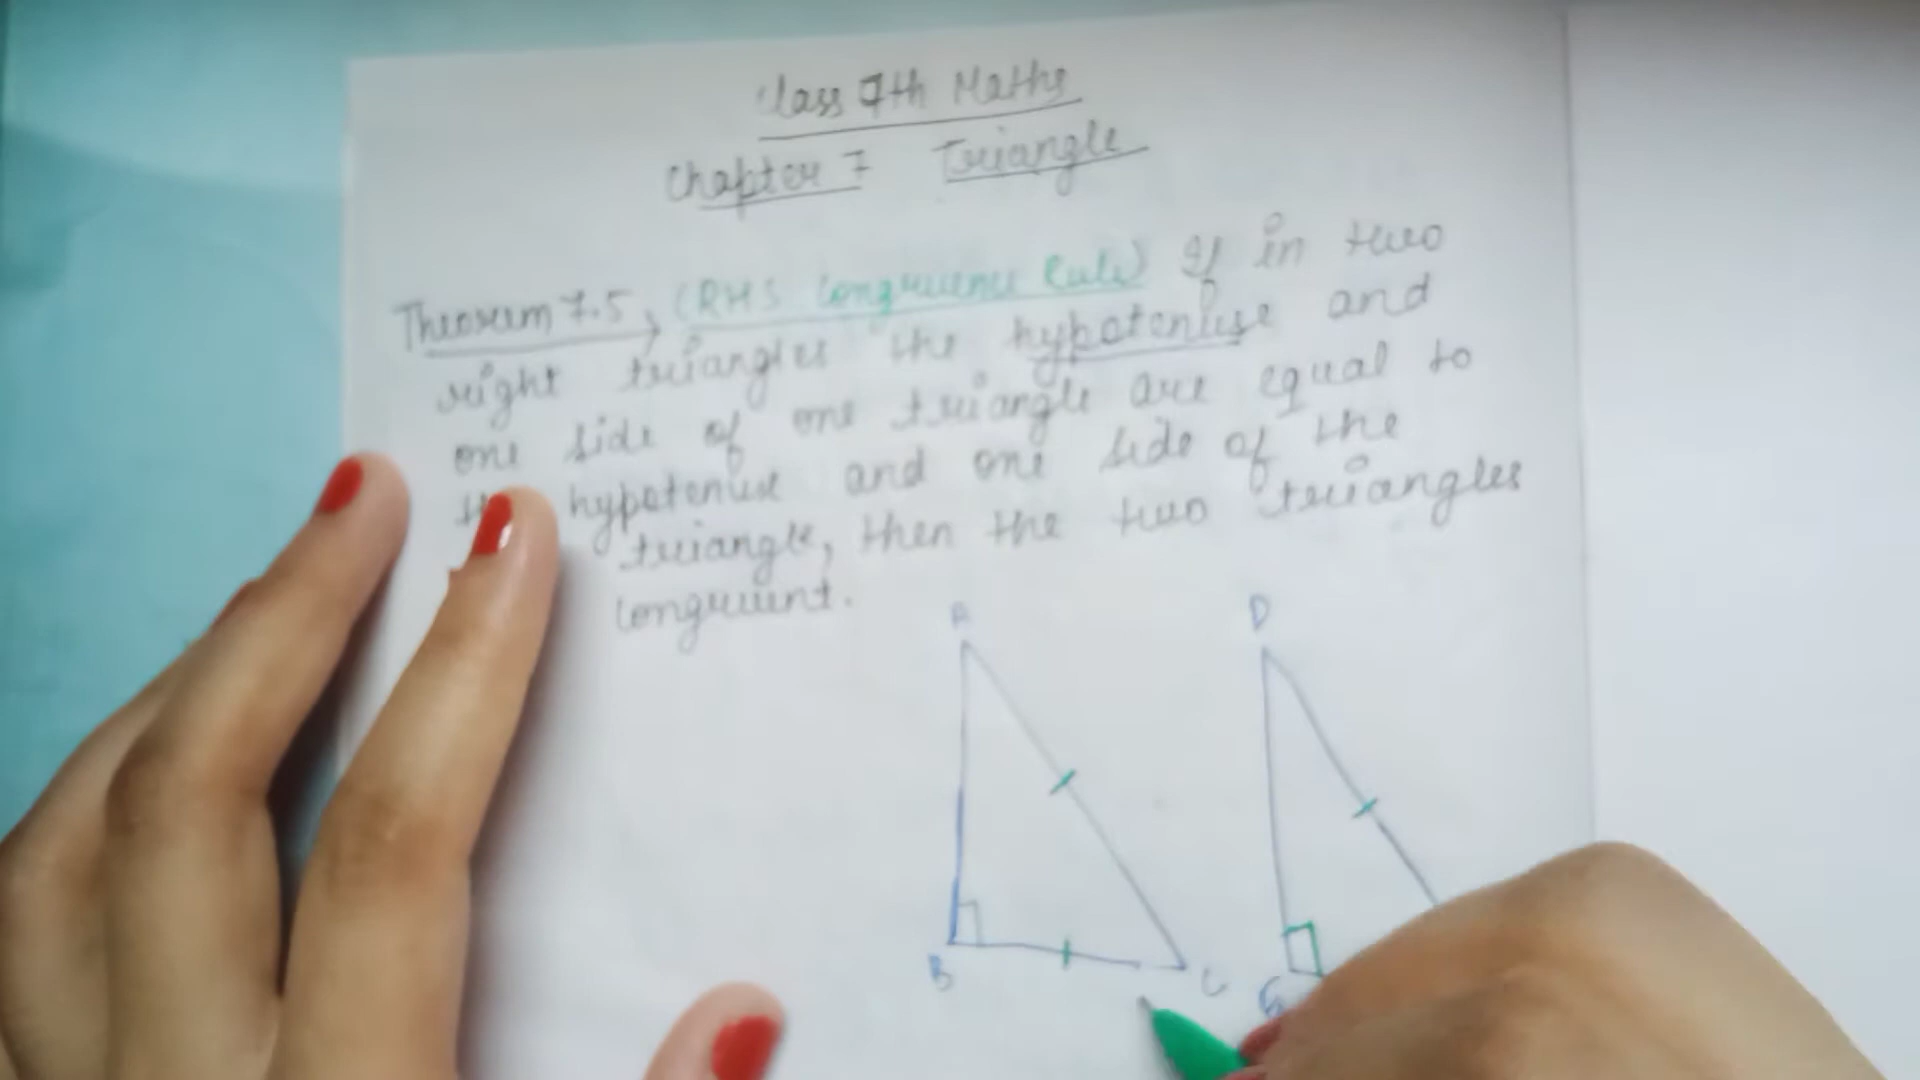 Class 9th Maths
Chapter 7 Triangle
Theorem 7.5, (RHS Congruence Rule) If in two
right triangles the hypotenuse and
one side of one triangle are equal to
hypotenuse and one side of the
triangle, then the two triangles
congruent.
A D
B C